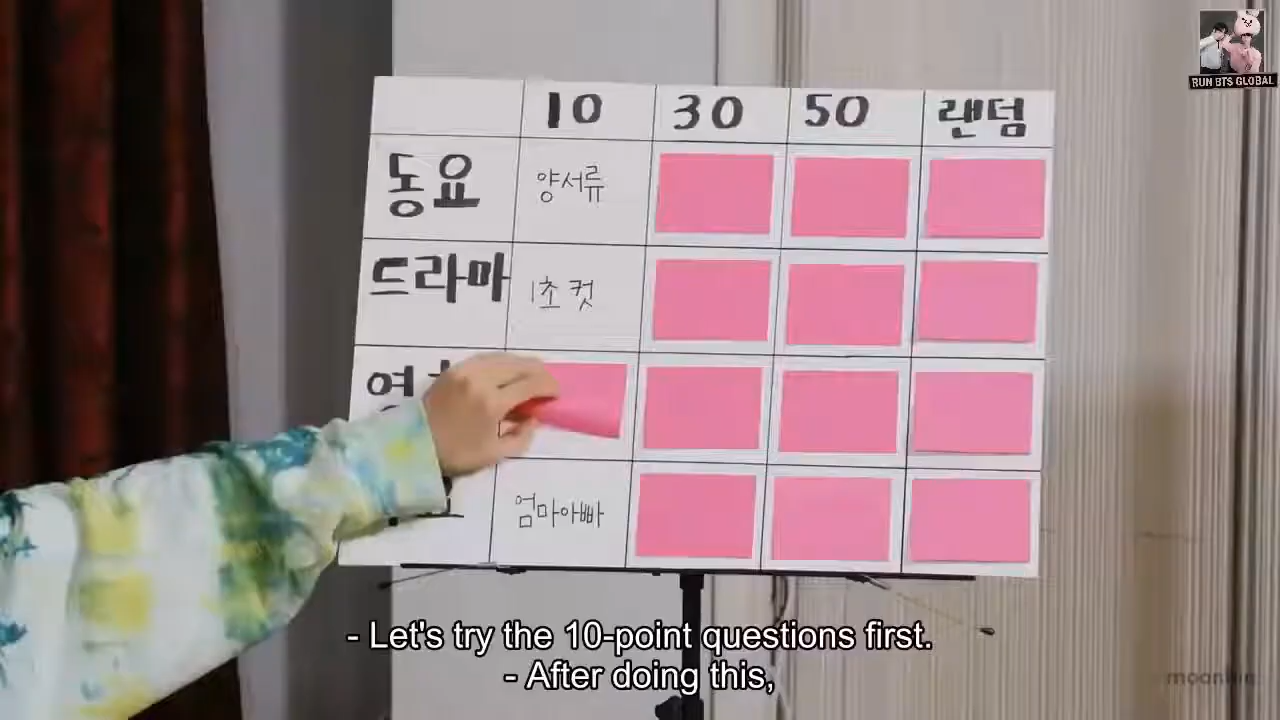 RUN BTS GLOBAL
10 30 50 랜덤
동요 양서류
드라마 1초 컷
엄마아빠
- Let's try the 10-point questions first.
- After doing this,